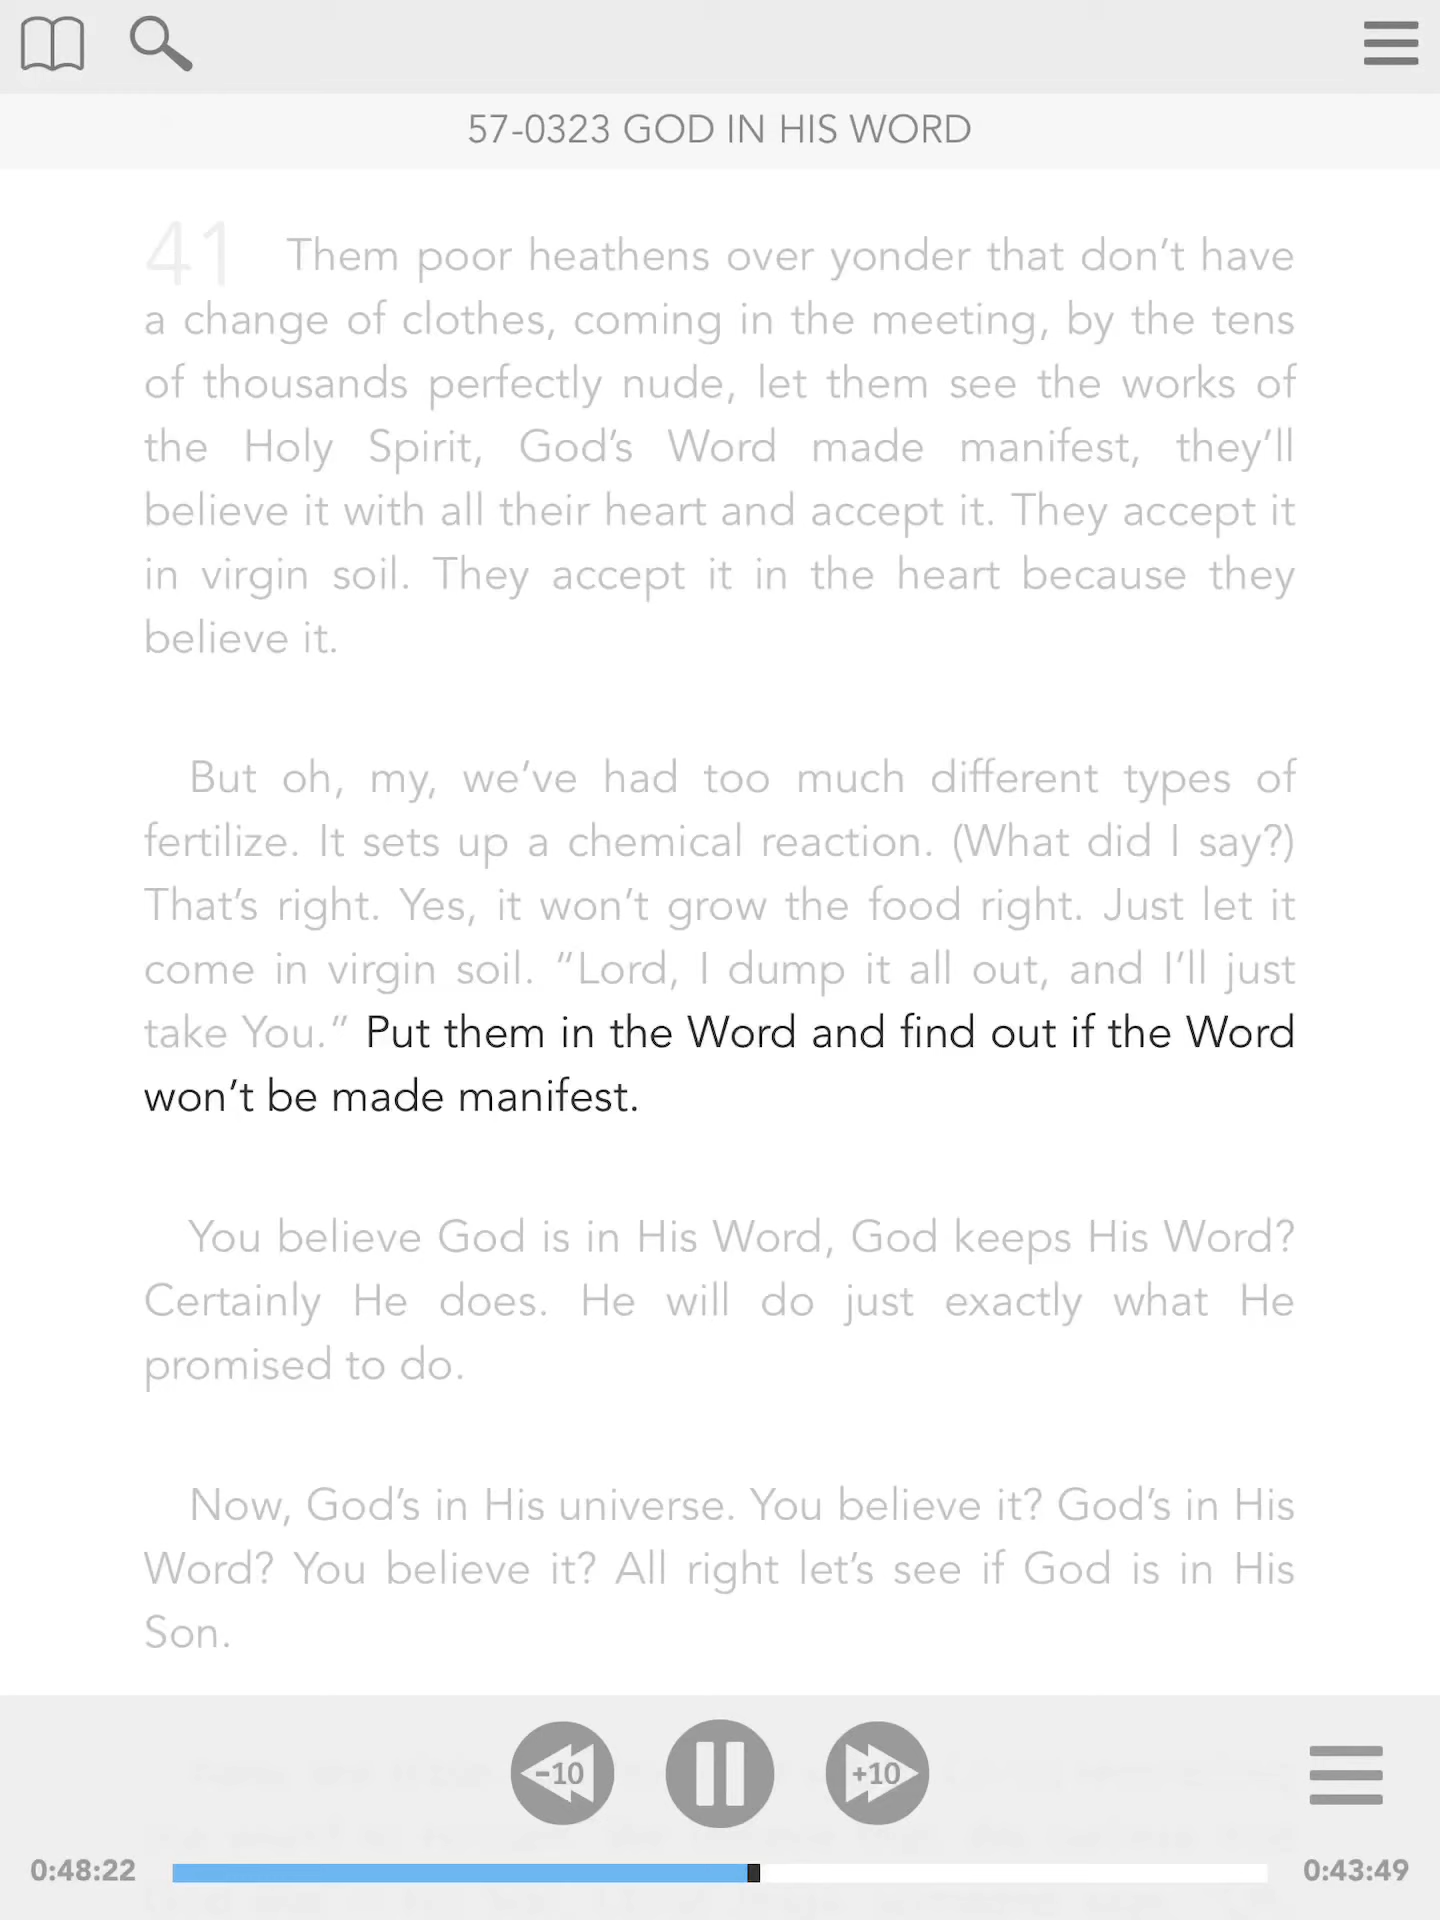 57-0323 GOD IN HIS WORD
41 Them poor heathens over yonder that don’t have
a change of clothes, coming in the meeting, by the tens
of thousands perfectly nude, let them see the works of
the Holy Spirit, God’s Word made manifest, they’ll
believe it with all their heart and accept it. They accept it
in virgin soil. They accept it in the heart because they
believe it.
But oh, my, we’ve had too much different types of
fertilize. It sets up a chemical reaction. (What did I say?)
That’s right. Yes, it won’t grow the food right. Just let it
come in virgin soil. “Lord, I dump it all out, and I’ll just
take You.” Put them in the Word and find out if the Word
won’t be made manifest.
You believe God is in His Word, God keeps His Word?
Certainly He does. He will do just exactly what He
promised to do.
Now, God’s in His universe. You believe it? God’s in His
Word? You believe it? All right let’s see if God is in His
Son.
-10 +10
0:48:22 0:43:49